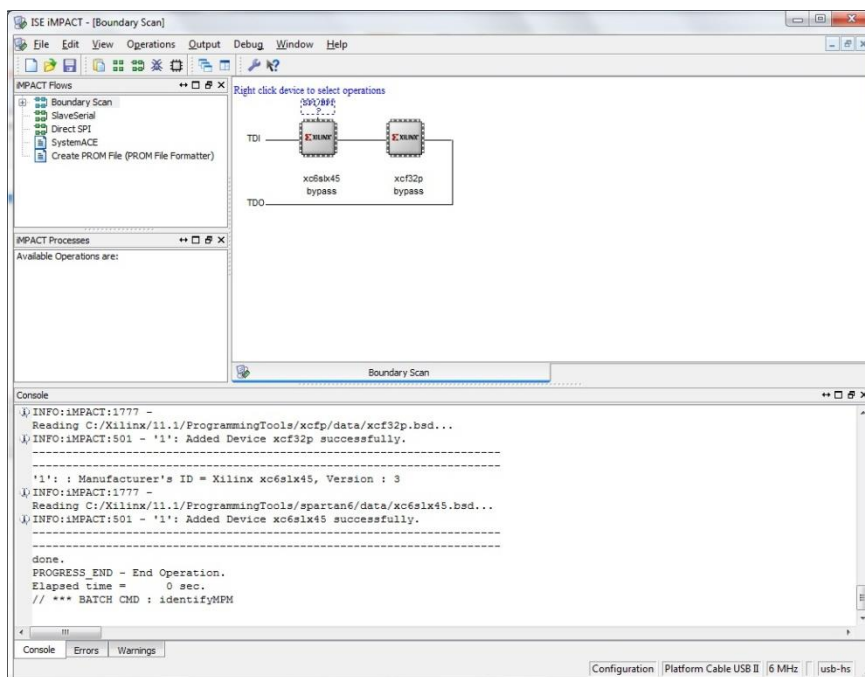 ISE iMPACT - [Boundary Scan]
File Edit View Operations Output Debug Window Help
iMPACT Flows
Boundary Scan
SlaveSerial
Direct SPI
SystemACE
Create PROM File (PROM File Formatter)
iMPACT Processes
Available Operations are:
Right click device to select operations
SPI/BPI
?
TDI
XILINX
XILINX
xc6slx45
bypass
xcf32p
bypass
TDO
Boundary Scan
Console
INFO:iMPACT:1777 -
Reading C:/Xilinx/11.1/ProgrammingTools/xcfp/data/xcf32p.bsd...
INFO:iMPACT:501 - '1': Added Device xcf32p successfully.
----------------------------------------------------------------------
----------------------------------------------------------------------
'1': : Manufacturer's ID = Xilinx xc6slx45, Version : 3
INFO:iMPACT:1777 -
Reading C:/Xilinx/11.1/ProgrammingTools/spartan6/data/xc6slx45.bsd...
INFO:iMPACT:501 - '1': Added Device xc6slx45 successfully.
----------------------------------------------------------------------
----------------------------------------------------------------------
done.
PROGRESS_END - End Operation.
Elapsed time = 0 sec.
// *** BATCH CMD : identifyMPM
Console Errors Warnings
Configuration Platform Cable USB II 6 MHz usb-hs